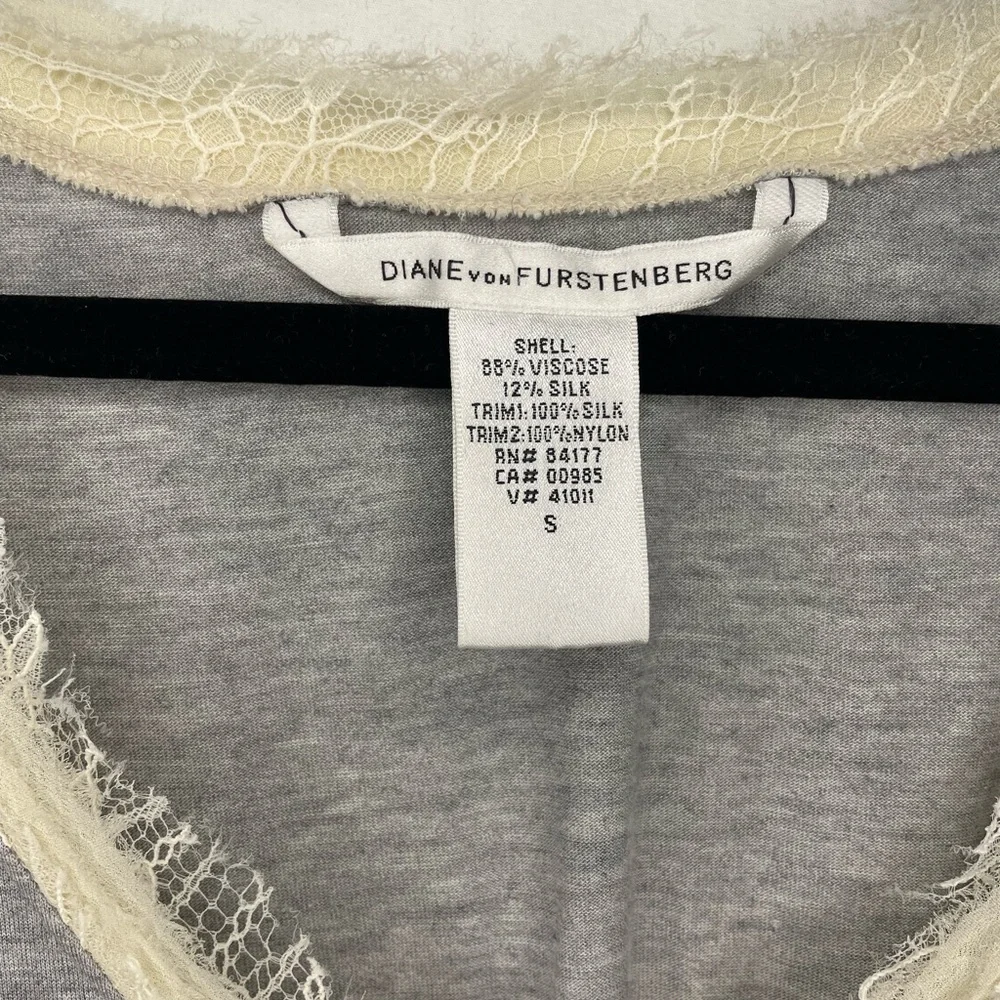 DIANE VON FURSTENBERG
SHELL:
88% VISCOSE
12% SILK
TRIM1:100% SILK
TRIM2:100%NYLON
RN# 84177
CA# 00985
V# 41011
S